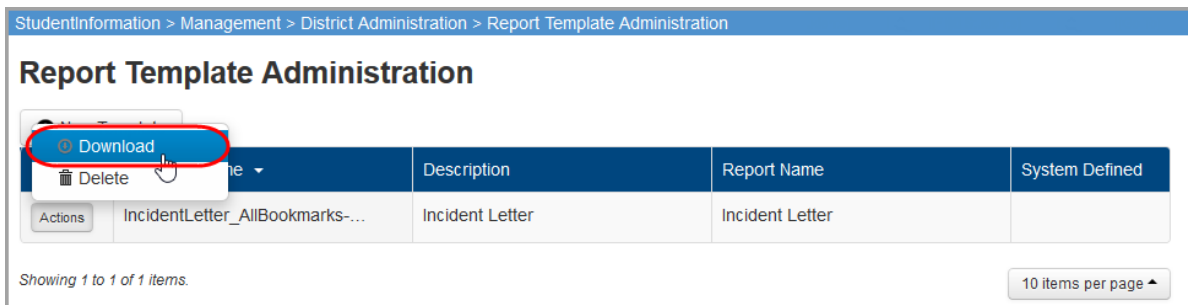 StudentInformation > Management > District Administration > Report Template Administration
Report Template Administration
Download
Delete
Description
Report Name
System Defined
Actions
IncidentLetter_AllBookmarks-...
Incident Letter
Incident Letter
Showing 1 to 1 of 1 items.
10 items per page